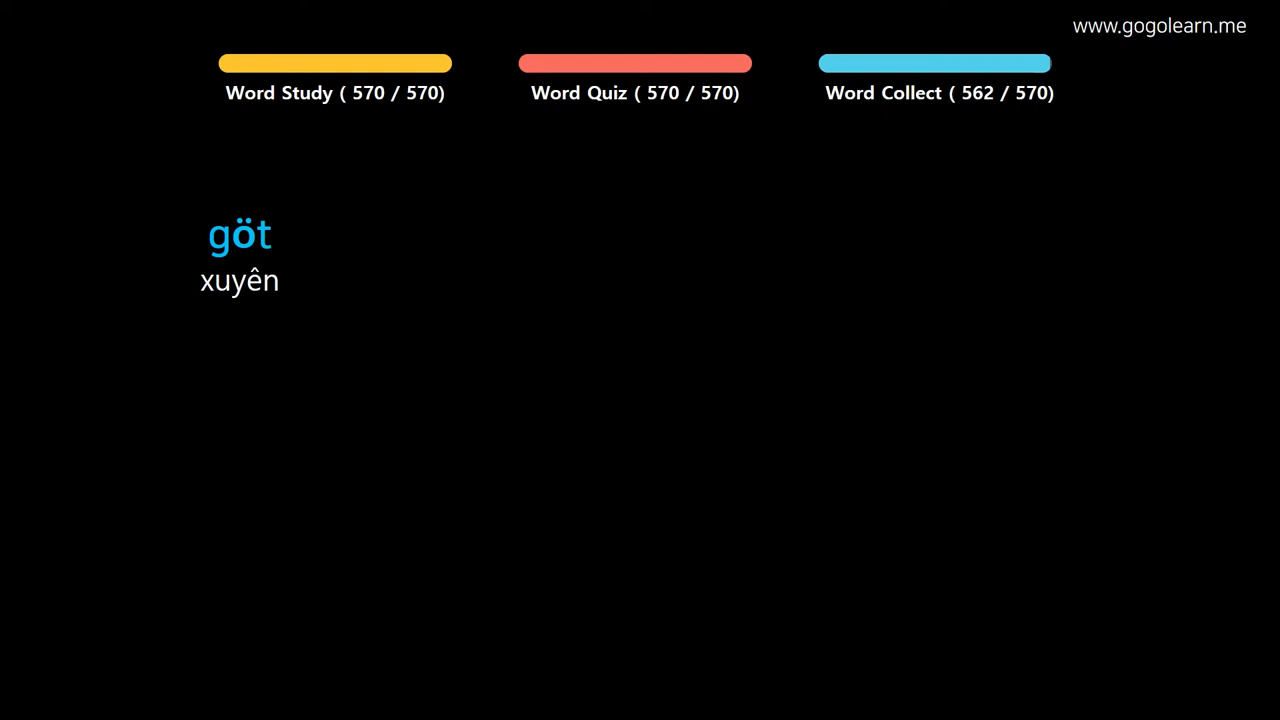 www.gogolearn.me
Word Study ( 570 / 570)
Word Quiz ( 570 / 570)
Word Collect ( 562 / 570)
göt
xuyên